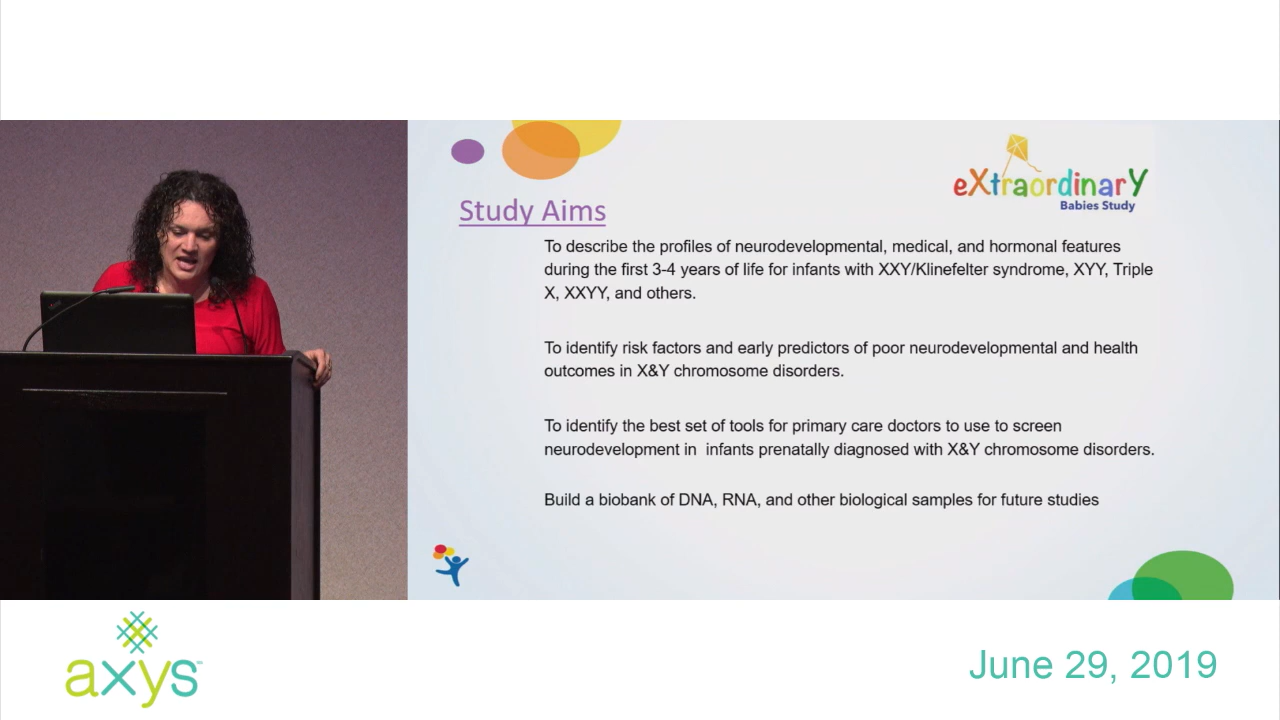 eXtraordinarY
Babies Study
Study Aims
To describe the profiles of neurodevelopmental, medical, and hormonal features
during the first 3-4 years of life for infants with XXY/Klinefelter syndrome, XYY, Triple
X, XXYY, and others.
To identify risk factors and early predictors of poor neurodevelopmental and health
outcomes in X&Y chromosome disorders.
To identify the best set of tools for primary care doctors to use to screen
neurodevelopment in infants prenatally diagnosed with X&Y chromosome disorders.
Build a biobank of DNA, RNA, and other biological samples for future studies
axys™
June 29, 2019